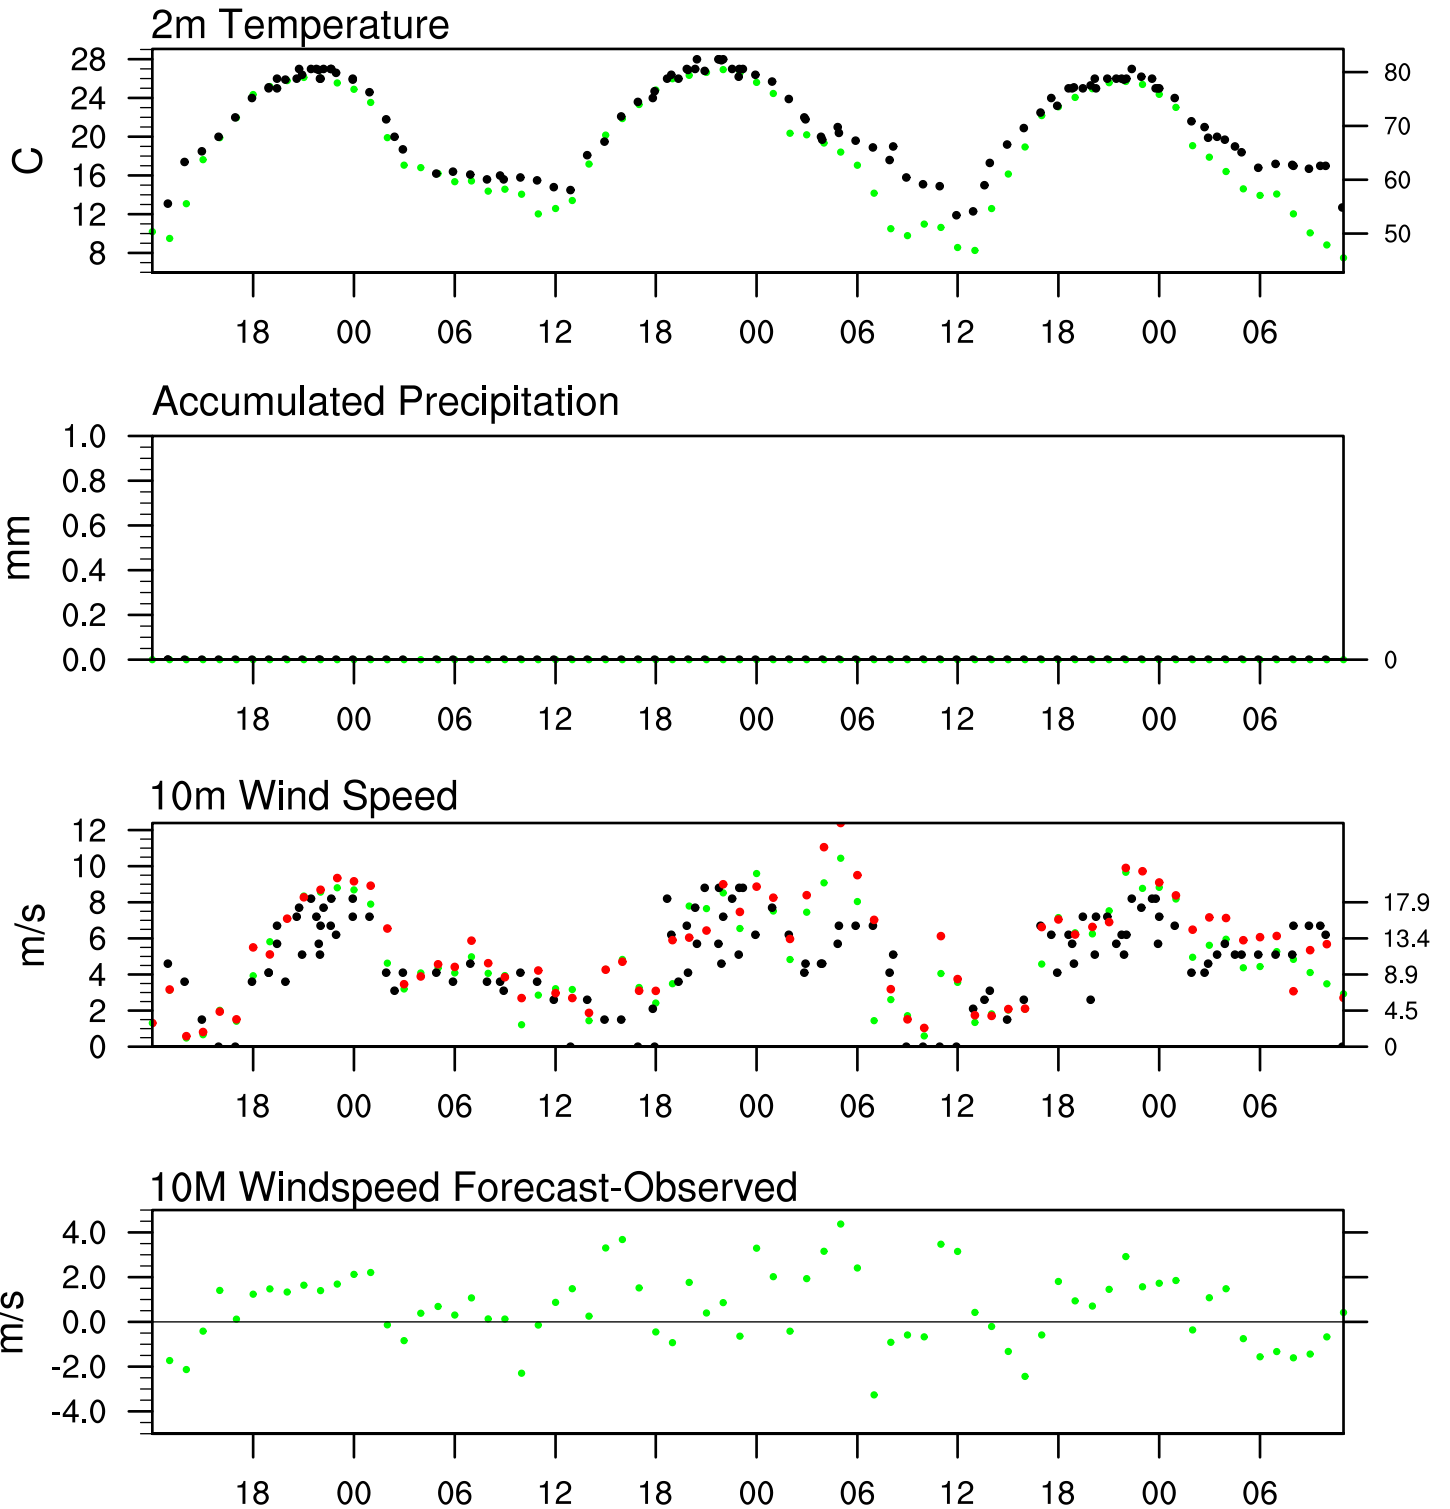 2m Temperature
28
24
20
16
12
8
C
80
70
60
50
18 00 06 12 18 00 06 12 18 00 06
Accumulated Precipitation
1.0
0.8
0.6
0.4
0.2
0.0
mm
0
18 00 06 12 18 00 06 12 18 00 06
10m Wind Speed
12
10
8
6
4
2
0
m/s
17.9
13.4
8.9
4.5
0
18 00 06 12 18 00 06 12 18 00 06
10M Windspeed Forecast-Observed
4.0
2.0
0.0
-2.0
-4.0
m/s
18 00 06 12 18 00 06 12 18 00 06